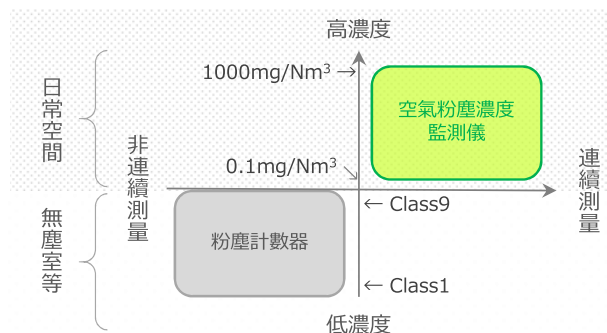 高濃度
1000mg/Nm³ →
空氣粉塵濃度
監測儀
日常空間
非連續測量
連續測量
0.1mg/Nm³ ↘
← Class9
無塵室等
粉塵計數器
← Class1
低濃度